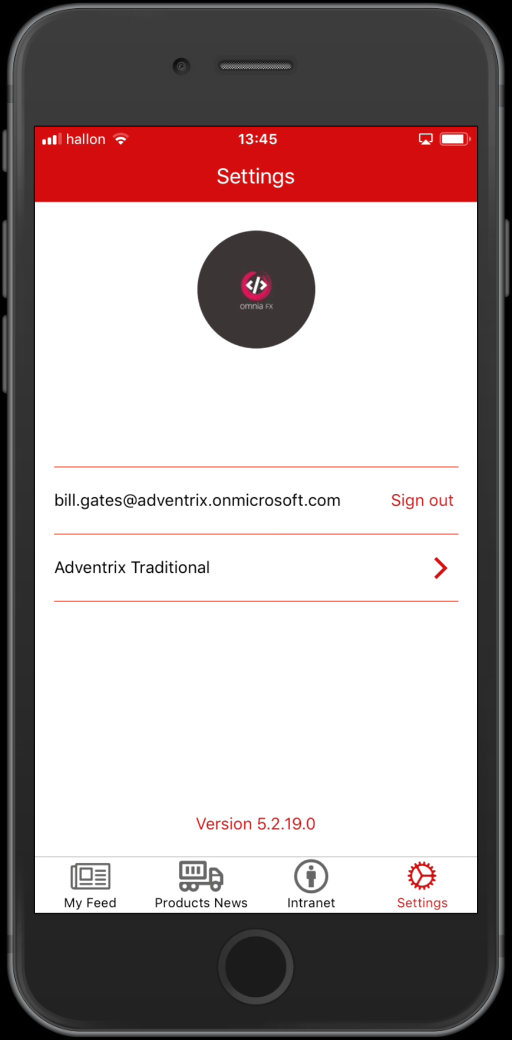 hallon 13:45
Settings
</>
omnia FX
bill.gates@adventrix.onmicrosoft.com Sign out
Adventrix Traditional
Version 5.2.19.0
My Feed Products News Intranet Settings